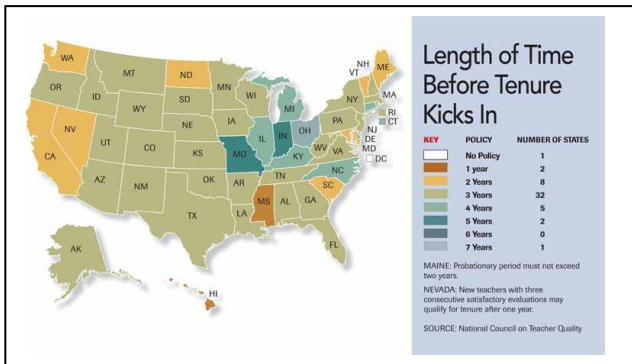 Length of Time
Before Tenure
Kicks In
KEY POLICY NUMBER OF STATES
No Policy 1
1 year 2
2 Years 8
3 Years 32
4 Years 5
5 Years 2
6 Years 0
7 Years 1
MAINE: Probationary period must not exceed
two years.
NEVADA: New teachers with three
consecutive satisfactory evaluations may
qualify for tenure after one year.
SOURCE: National Council on Teacher Quality
WA
OR
CA
NV
ID
MT
WY
UT
AZ
CO
NM
ND
SD
NE
KS
OK
TX
MN
IA
MO
AR
LA
WI
IL
MI
IN
OH
KY
TN
MS
AL
GA
FL
SC
NC
VA
WV
PA
NY
VT
NH
ME
MA
RI
CT
NJ
DE
MD
DC
AK
HI